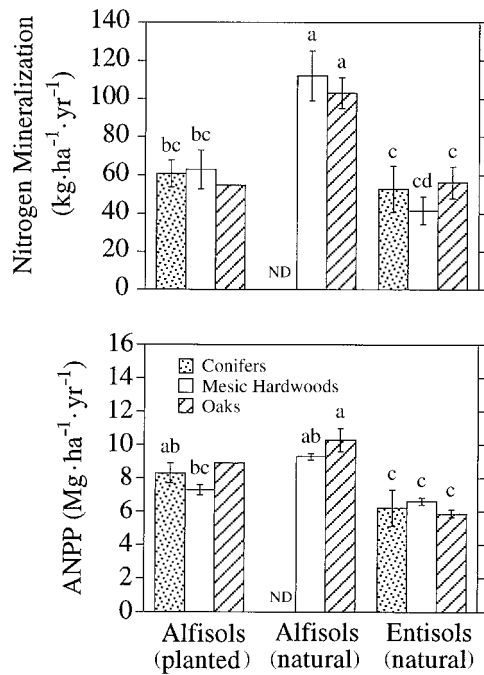 Nitrogen Mineralization
(kg·ha⁻¹·yr⁻¹)
140
120
100
80
60
40
20
0
bc
bc
ND
a
a
c
cd
c
ANPP (Mg·ha⁻¹·yr⁻¹)
16
14
12
10
8
6
4
2
0
Conifers
Mesic Hardwoods
Oaks
ab
bc
ND
ab
a
c
c
c
Alfisols
(planted)
Alfisols
(natural)
Entisols
(natural)